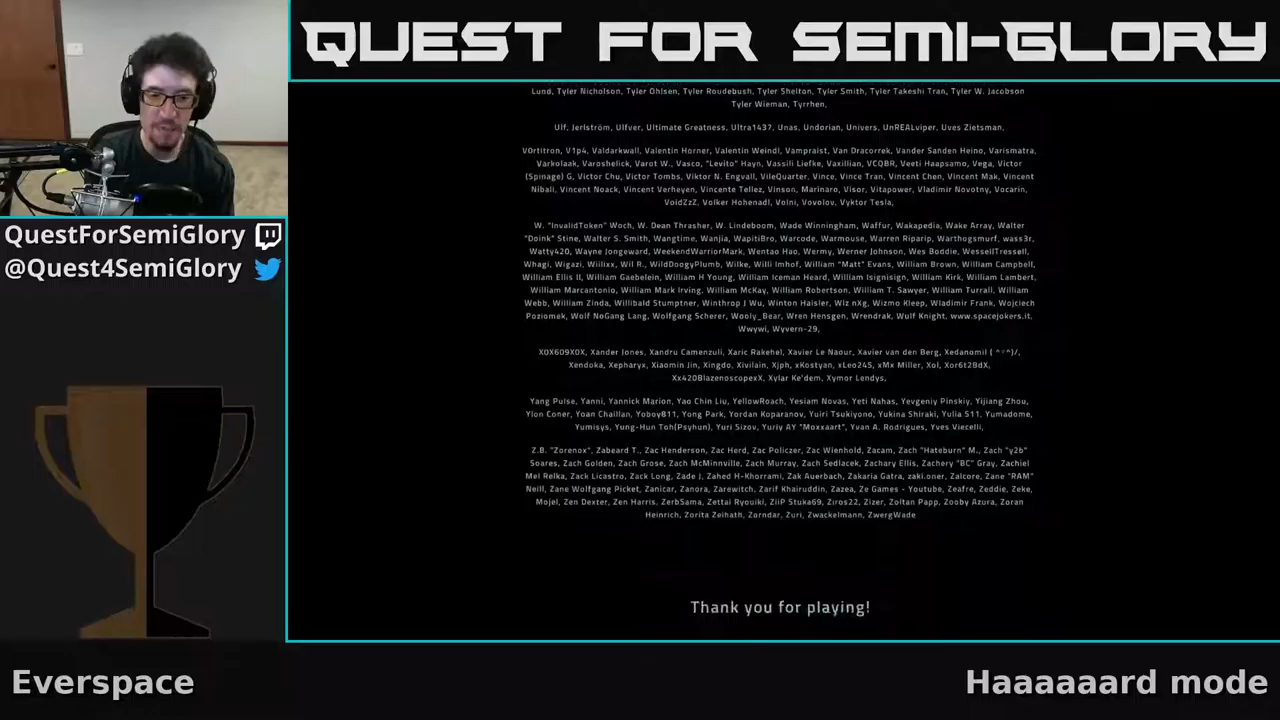 QUEST FOR SEMI-GLORY
Lund, Tyler Nicholson, Tyler Ohlsen, Tyler Roudebush, Tyler Shelton, Tyler Smith, Tyler Takeshi Tran, Tyler W. Jacobson
Tyler Wieman, Tyrrhen,
Ulf, Jerlström, Ulfver, Ultimate Greatness, Ultra1437, Unas, Undorian, Univers, UnREALviper, Uves Zietsman,
V0rtitron, V1p4, Valdarkwall, Valentin Horner, Valentin Weindl, Vampraist, Van Dracorrek, Vander Sanden Heino, Varismatra,
Varkolaak, Varoshelick, Varot W., Vasco, "Levito" Hayn, Vassili Liefke, Vaxillian, VCQBR, Veeti Haapsamo, Vega, Victor
(Spinage) G, Victor Chu, Victor Tombs, Viktor N. Engvall, VileQuarter, Vince, Vince Tran, Vincent Chen, Vincent Mak, Vincent
Nibali, Vincent Noack, Vincent Verheyen, Vincente Tellez, Vinson, Marinaro, Visor, Vitapower, Vladimir Novotny, Vocarin,
VoidZzZ, Volker Hohenadl, Volni, Vovolov, Vyktor Tesla,
W. "InvalidToken" Woch, W. Dean Thrasher, W. Lindeboom, Wade Winningham, Waffur, Wakapedia, Wake Array, Walter
"Doink" Stine, Walter S. Smith, Wangtime, Wanjia, WapitiBro, Warcode, Warmouse, Warren Riparip, Warthogsmurf, wass3r,
Watty420, Wayne Jongeward, WeekendWarriorMark, Wentao Hao, Wermy, Werner Johnson, Wes Boddie, WessellTressell,
Whagi, Wigazi, Wiilixx, Wil R., WildDoogyPlumb, Wilke, Willi Imhof, William "Matt" Evans, William Brown, William Campbell,
William Ellis II, William Gaebelein, William H Young, William Iceman Heard, William Isignisign, William Kirk, William Lambert,
William Marcantonio, William Mark Irving, William McKay, William Robertson, William T. Sawyer, William Turrall, William
Webb, William Zinda, Willibald Stumptner, Winthrop J Wu, Winton Haisler, Wiz nXg, Wizmo Kleep, Wladimir Frank, Wojciech
Poziomek, Wolf NoGang Lang, Wolfgang Scherer, Wooly_Bear, Wren Hensgen, Wrendrak, Wulf Knight, www.spacejokers.it,
Wwywi, Wyvern-29,
X0X609X0X, Xander Jones, Xandru Camenzuli, Xaric Rakehel, Xavier Le Naour, Xavier van den Berg, Xedanomil ( ^=^)/,
Xendoka, Xepharyx, Xiaomin Jin, Xingdo, Xivilain, Xjph, xKostyan, xLeo245, xMx Miller, Xol, Xor6t2BdX,
Xx420BlazenoscopexX, Xylar Ke'dem, Xymor Lendys,
Yang Pulse, Yanni, Yannick Marion, Yao Chin Liu, YellowRoach, Yesiam Novas, Yeti Nahas, Yevgeniy Pinskiy, Yijiang Zhou,
Ylon Coner, Yoan Chaillan, Yoboy811, Yong Park, Yordan Koparanov, Yuiri Tsukiyono, Yukina Shiraki, Yulia 511, Yumadome,
Yumisys, Yung-Hun Toh(Psyhun), Yuri Sizov, Yuriy AY "Moxxaart", Yvan A. Rodrigues, Yves Viecelli,
Z.B. "Zorenox", Zabeard T., Zac Henderson, Zac Herd, Zac Policzer, Zac Wienhold, Zacam, Zach "Hateburn" M., Zach "y2b"
Soares, Zach Golden, Zach Grose, Zach McMinnville, Zach Murray, Zach Sedlacek, Zachary Ellis, Zachery "BC" Gray, Zachiel
Mel Relka, Zack Licastro, Zack Long, Zade J, Zahed H-Khorrami, Zak Auerbach, Zakaria Gatra, zaki.oner, Zalcore, Zane "RAM"
Neill, Zane Wolfgang Picket, Zanicar, Zanora, Zarewitch, Zarif Khairuddin, Zazea, Ze Games - Youtube, Zeafre, Zeddie, Zeke,
Mojel, Zen Dexter, Zen Harris, ZerbSama, Zettai Ryouiki, ZiiP Stuka69, Ziros22, Zizer, Zoltan Papp, Zooby Azura, Zoran
Heinrich, Zorita Zeihath, Zorndar, Zuri, Zwackelmann, ZwergWade
Thank you for playing!
QuestForSemiGlory
@Quest4SemiGlory
Everspace
Haaaaaard mode